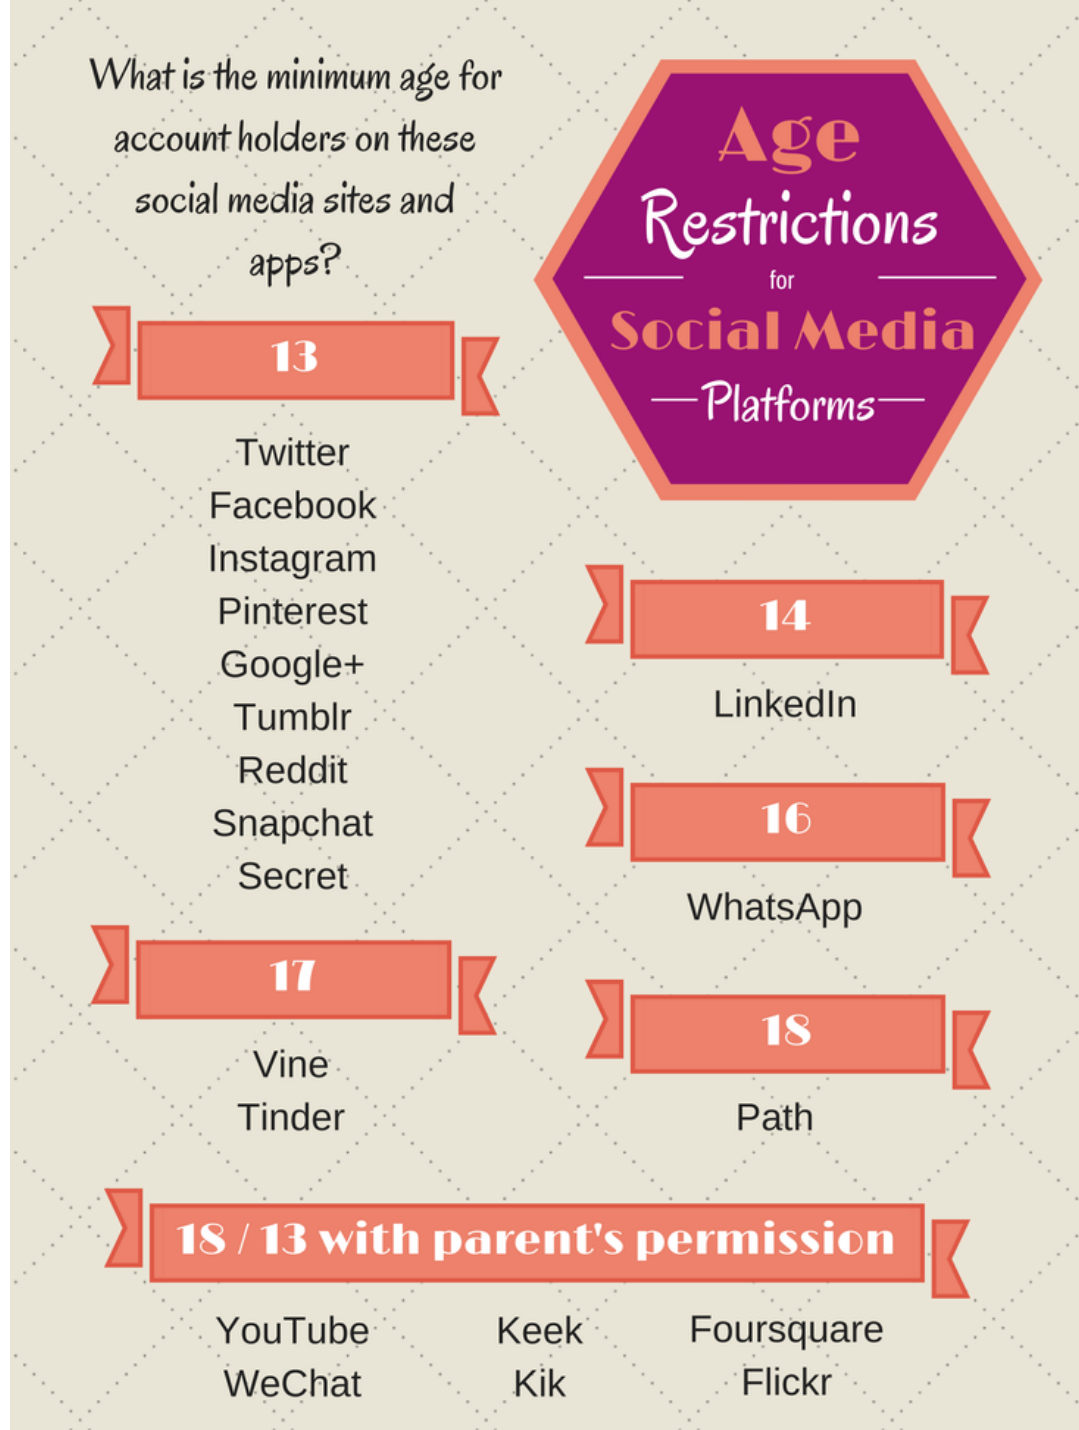 What is the minimum age for
account holders on these
social media sites and
apps?
Age
Restrictions
for
Social Media
Platforms
13
Twitter
Facebook
Instagram
Pinterest
Google+
Tumblr
Reddit
Snapchat
Secret
14
LinkedIn
16
WhatsApp
17
Vine
Tinder
18
Path
18 / 13 with parent's permission
YouTube Keek Foursquare
WeChat Kik Flickr